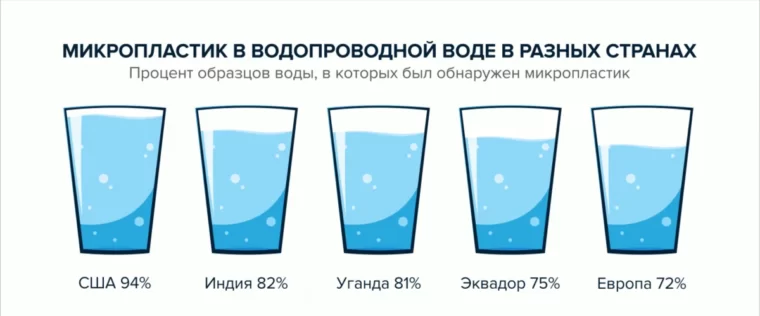 МИКРОПЛАСТИК В ВОДОПРОВОДНОЙ ВОДЕ В РАЗНЫХ СТРАНАХ
Процент образцов воды, в которых был обнаружен микропластик
США 94%
Индия 82%
Уганда 81%
Эквадор 75%
Европа 72%